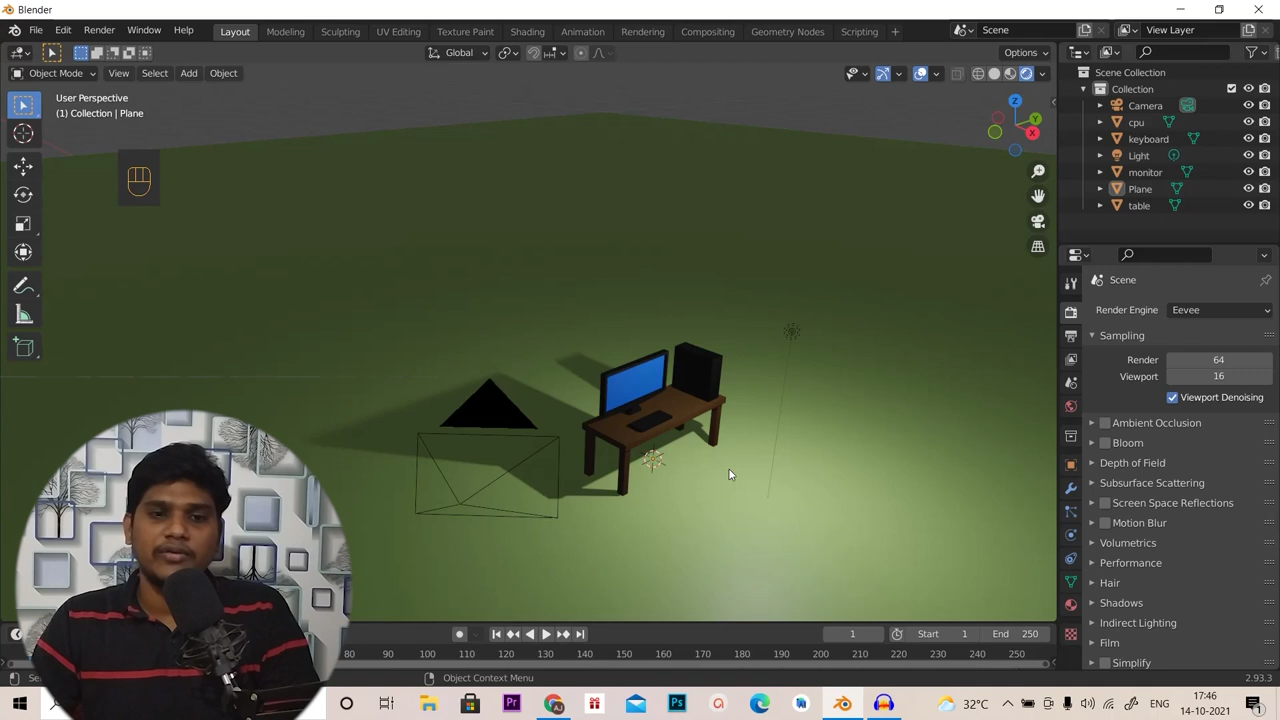 Blender
File Edit Render Window Help Layout Modeling Sculpting UV Editing Texture Paint Shading Animation Rendering Compositing Geometry Nodes Scripting + Scene View Layer
Global Options
Object Mode View Select Add Object
User Perspective
(1) Collection | Plane
X
Y
Z
Scene Collection
Collection
Camera
cpu
keyboard
Light
monitor
Plane
table
Scene
Render Engine Eevee
Sampling
Render 64
Viewport 16
Viewport Denoising
Ambient Occlusion
Bloom
Depth of Field
Subsurface Scattering
Screen Space Reflections
Motion Blur
Volumetrics
Performance
Hair
Shadows
Indirect Lighting
Film
Simplify
1 Start 1 End 250
80 90 100 110 120 130 140 150 160 170 180 190 200 210 220 230 240 250
Object Context Menu 2.93.3
Pr Ps 32°C ENG 17:46
14-10-2021